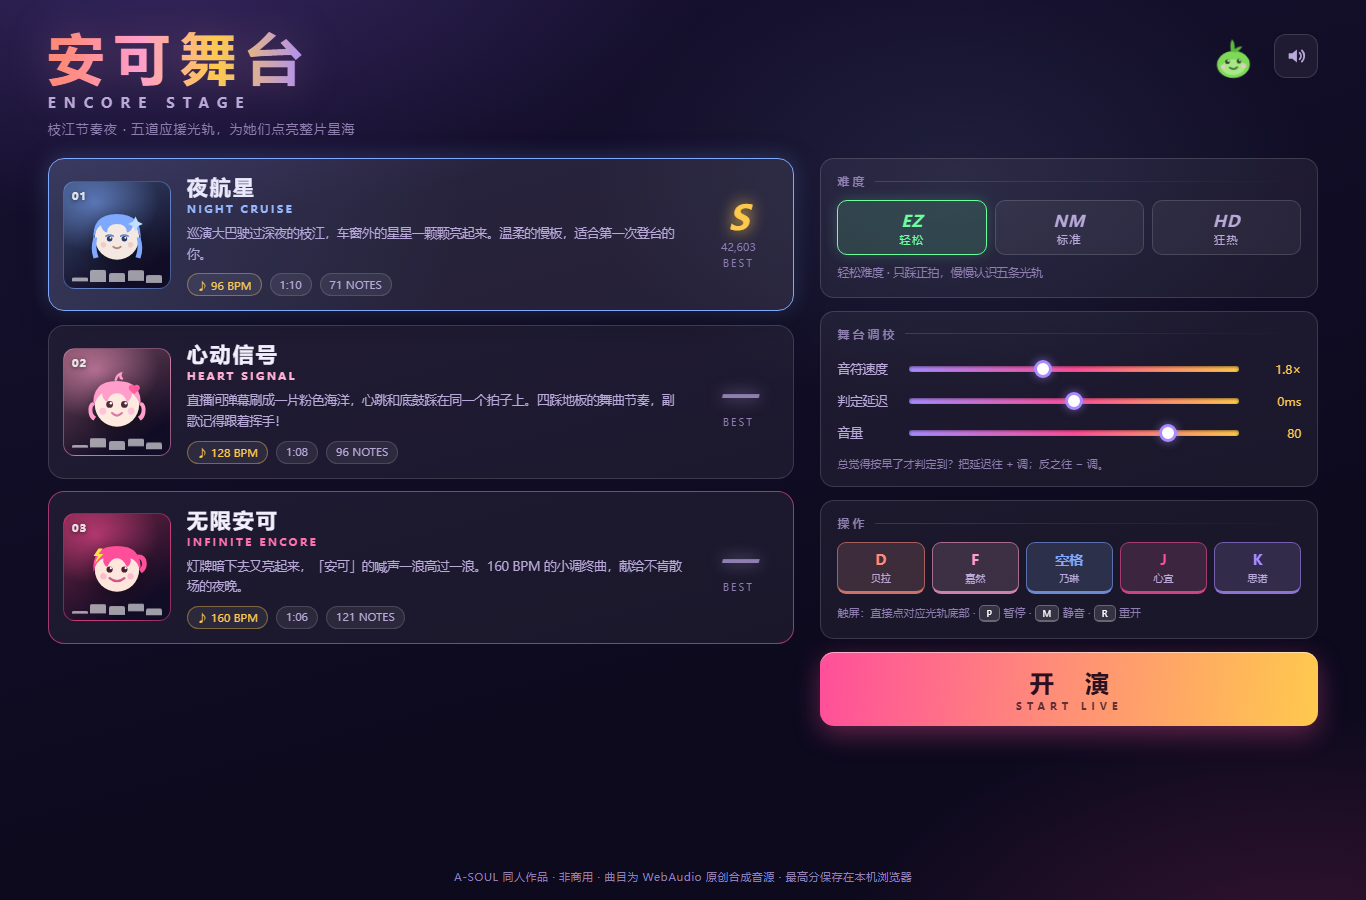 安可舞台
ENCORE STAGE
枝江节奏夜 · 五道应援光轨，为她们点亮整片星海
01
夜航星
NIGHT CRUISE
巡演大巴驶过深夜的枝江，车窗外的星星一颗颗亮起来。温柔的慢板，适合第一次登台的
你。
♪ 96 BPM
1:10
71 NOTES
S
42,603
BEST
02
心动信号
HEART SIGNAL
直播间弹幕刷成一片粉色海洋，心跳和底鼓踩在同一个拍子上。四踩地板的舞曲节奏，副
歌记得跟着挥手！
♪ 128 BPM
1:08
96 NOTES
—
BEST
03
无限安可
INFINITE ENCORE
灯牌暗下去又亮起来，「安可」的喊声一浪高过一浪。160 BPM 的小调终曲，献给不肯散
场的夜晚。
♪ 160 BPM
1:06
121 NOTES
—
BEST
难度
EZ
轻松
NM
标准
HD
狂热
轻松难度 · 只踩正拍，慢慢认识五条光轨
舞台调校
音符速度
1.8×
判定延迟
0ms
音量
80
总觉得按早了才判定到？把延迟往 + 调；反之往 − 调。
操作
D
贝拉
F
嘉然
空格
乃琳
J
心宜
K
思诺
触屏：直接点对应光轨底部 · P 暂停 · M 静音 · R 重开
开 演
START LIVE
A-SOUL 同人作品 · 非商用 · 曲目为 WebAudio 原创合成音源 · 最高分保存在本机浏览器